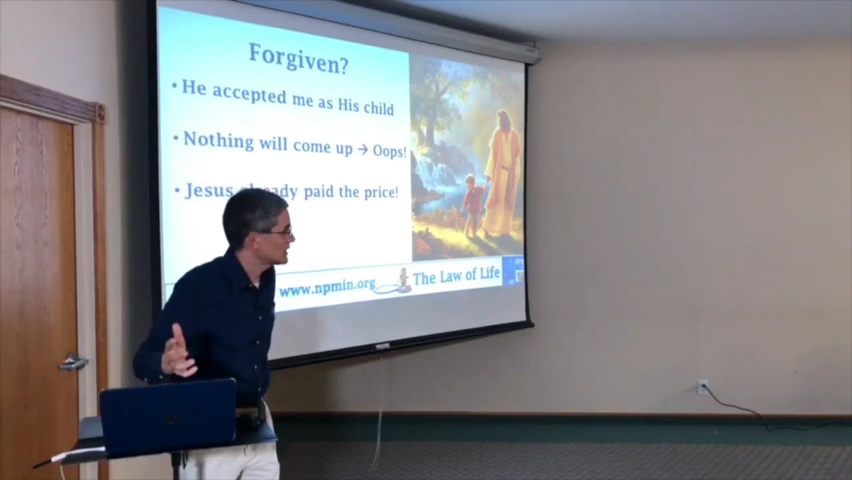 Forgiven?
• He accepted me as His child
• Nothing will come up → Oops!
• Jesus already paid the price!
www.npmin.org The Law of Life